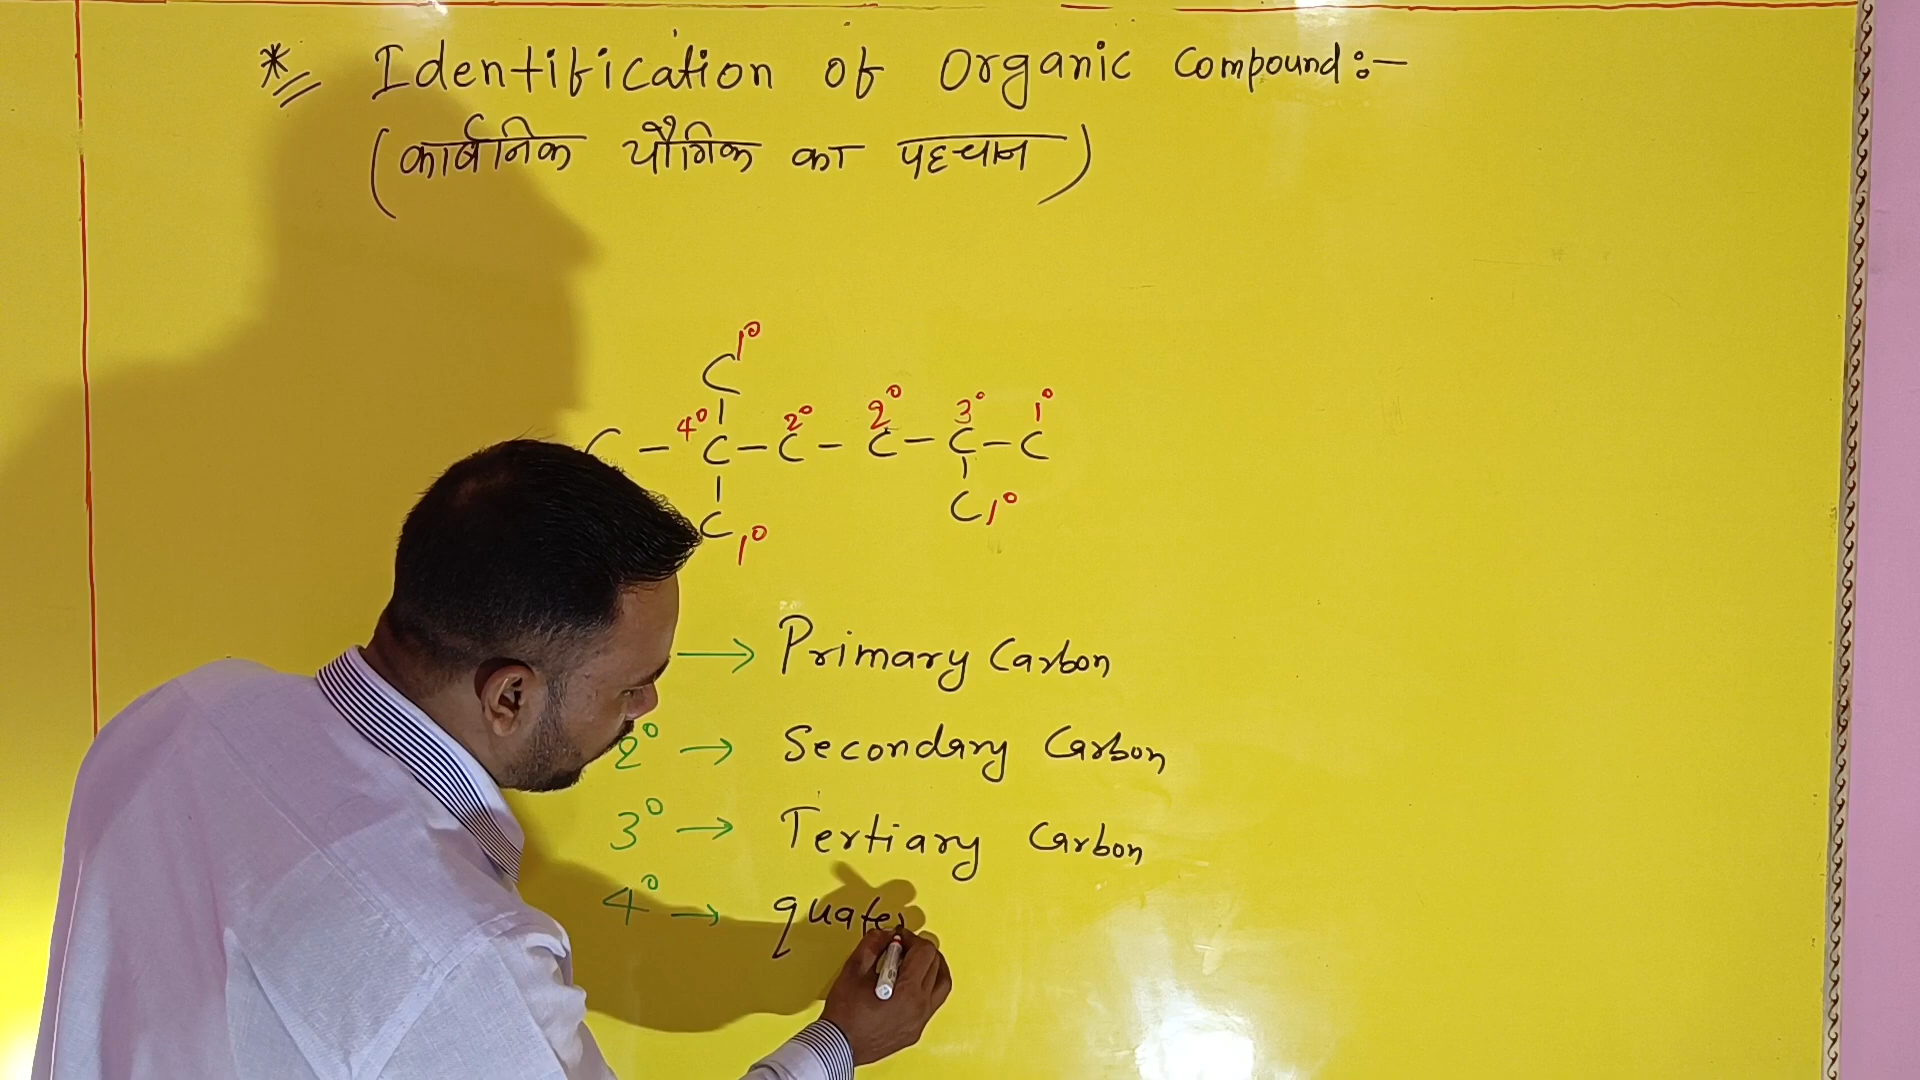 * Identification of Organic Compound:-
(कार्बनिक यौगिक का पहचान)
1°
C
4° 2° 2° 3° 1°
C - C - C - C - C - C
C 1° C 1°
→ Primary Carbon
2° → Secondary Carbon
3° → Tertiary Carbon
4° → quater